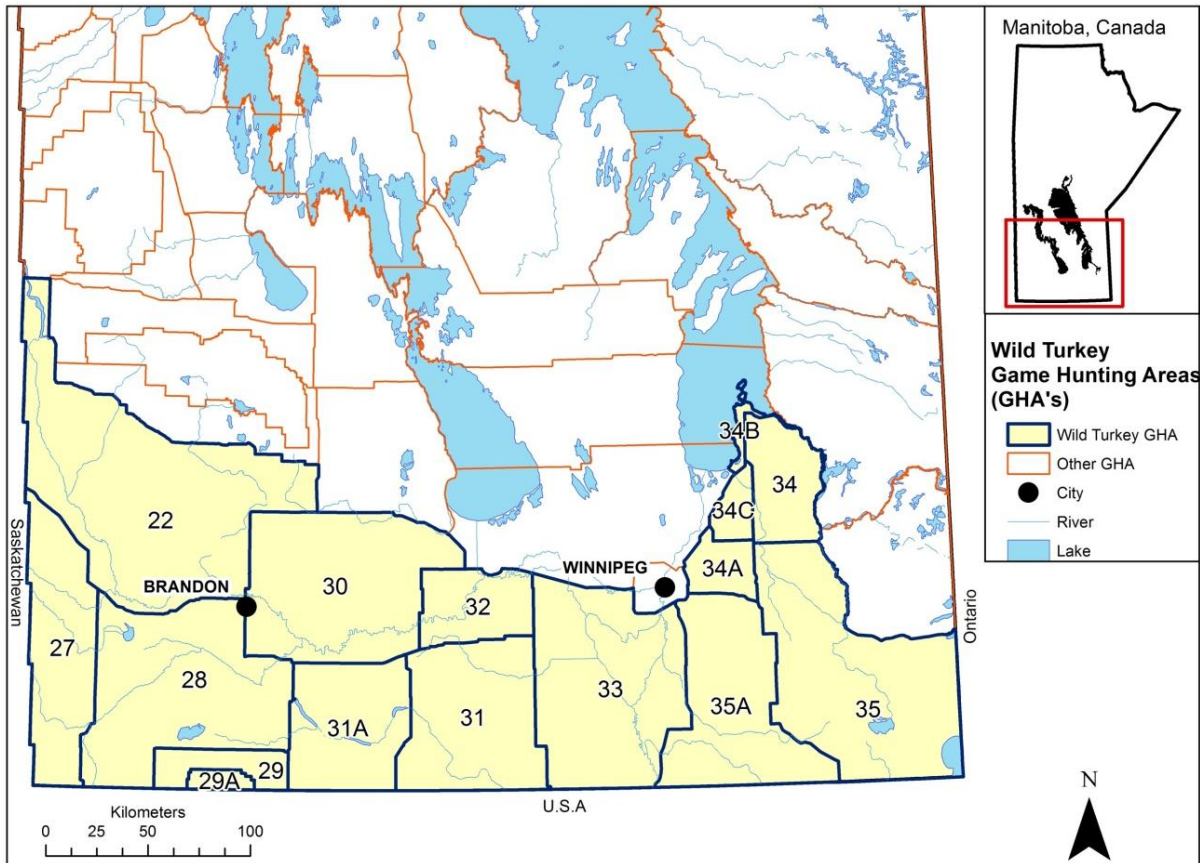 Manitoba, Canada
Wild Turkey
Game Hunting Areas
(GHA's)
Wild Turkey GHA
Other GHA
City
River
Lake
34B
34
34C
22
WINNIPEG
34A
BRANDON
30
32
Saskatchewan
Ontario
27
28
33
35A
35
31A
31
29
29A
U.S.A
N
Kilometers
0 25 50 100